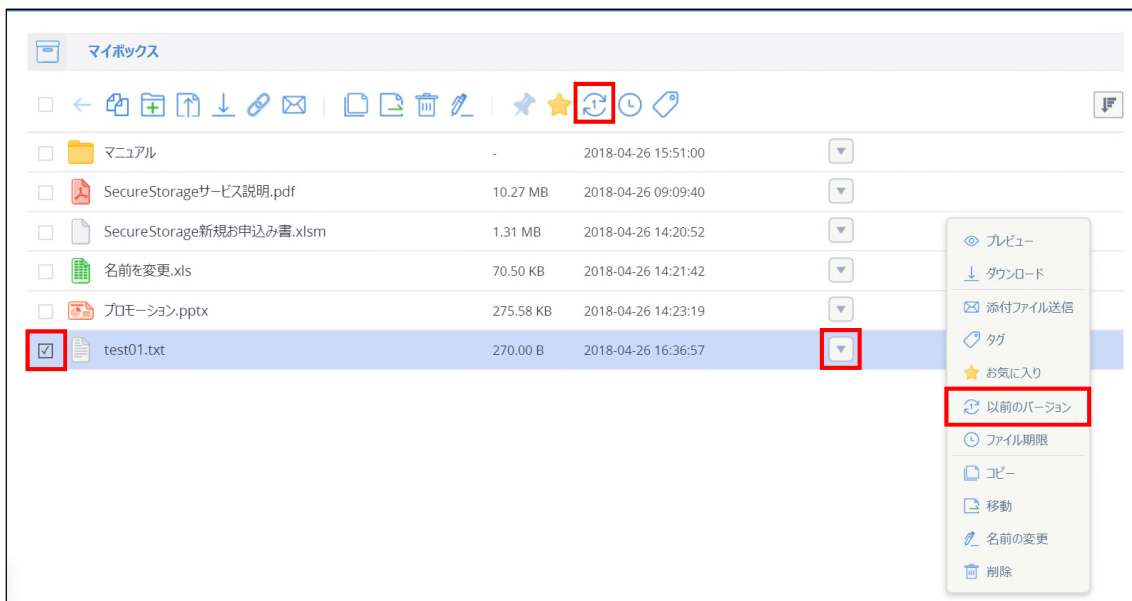 マイボックス
マニュアル - 2018-04-26 15:51:00
SecureStorageサービス説明.pdf 10.27 MB 2018-04-26 09:09:40
SecureStorage新規お申込み書.xlsm 1.31 MB 2018-04-26 14:20:52
名前を変更.xls 70.50 KB 2018-04-26 14:21:42
プロモーション.pptx 275.58 KB 2018-04-26 14:23:19
test01.txt 270.00 B 2018-04-26 16:36:57
プレビュー
ダウンロード
添付ファイル送信
タグ
お気に入り
以前のバージョン
ファイル期限
コピー
移動
名前の変更
削除